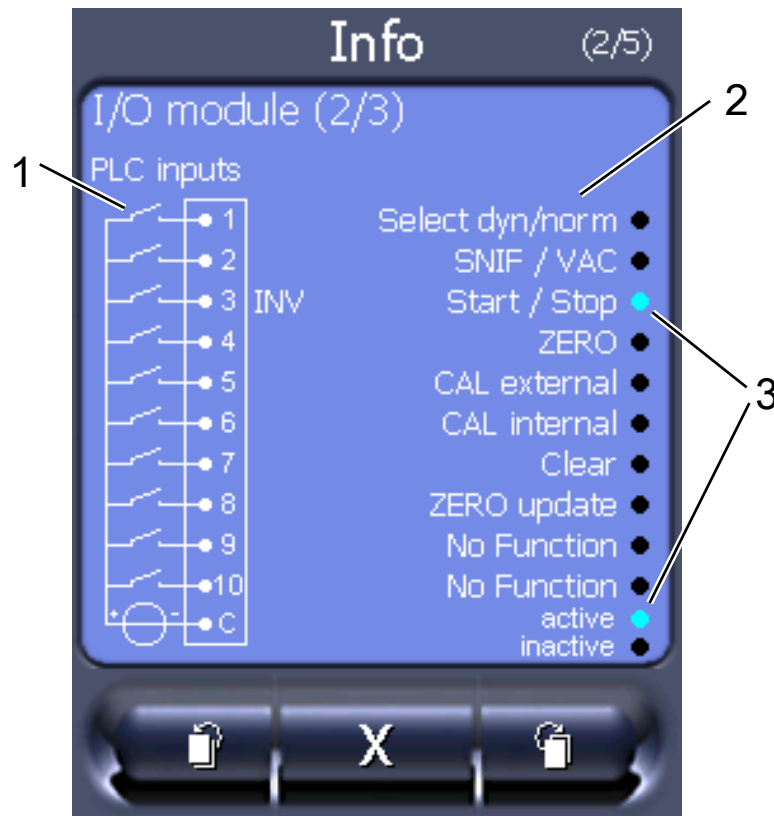 Info (2/5)
I/O module (2/3)
2
1
PLC inputs
1 Select dyn/norm
2 SNIF / VAC
3 INV Start / Stop
4 ZERO
3
5 CAL external
6 CAL internal
7 Clear
8 ZERO update
9 No Function
10 No Function
+ - C active
inactive
X